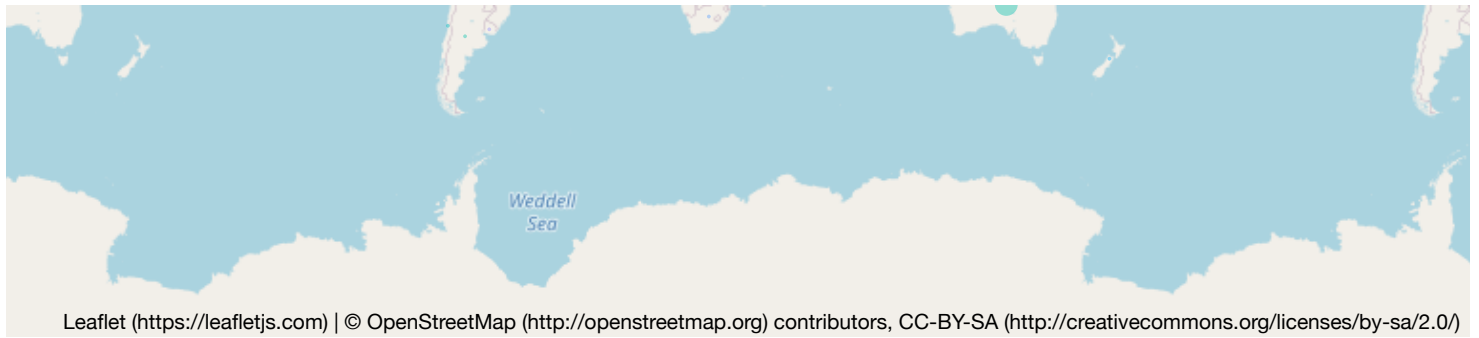 Weddell
Sea
Leaflet (https://leafletjs.com) | © OpenStreetMap (http://openstreetmap.org) contributors, CC-BY-SA (http://creativecommons.org/licenses/by-sa/2.0/)